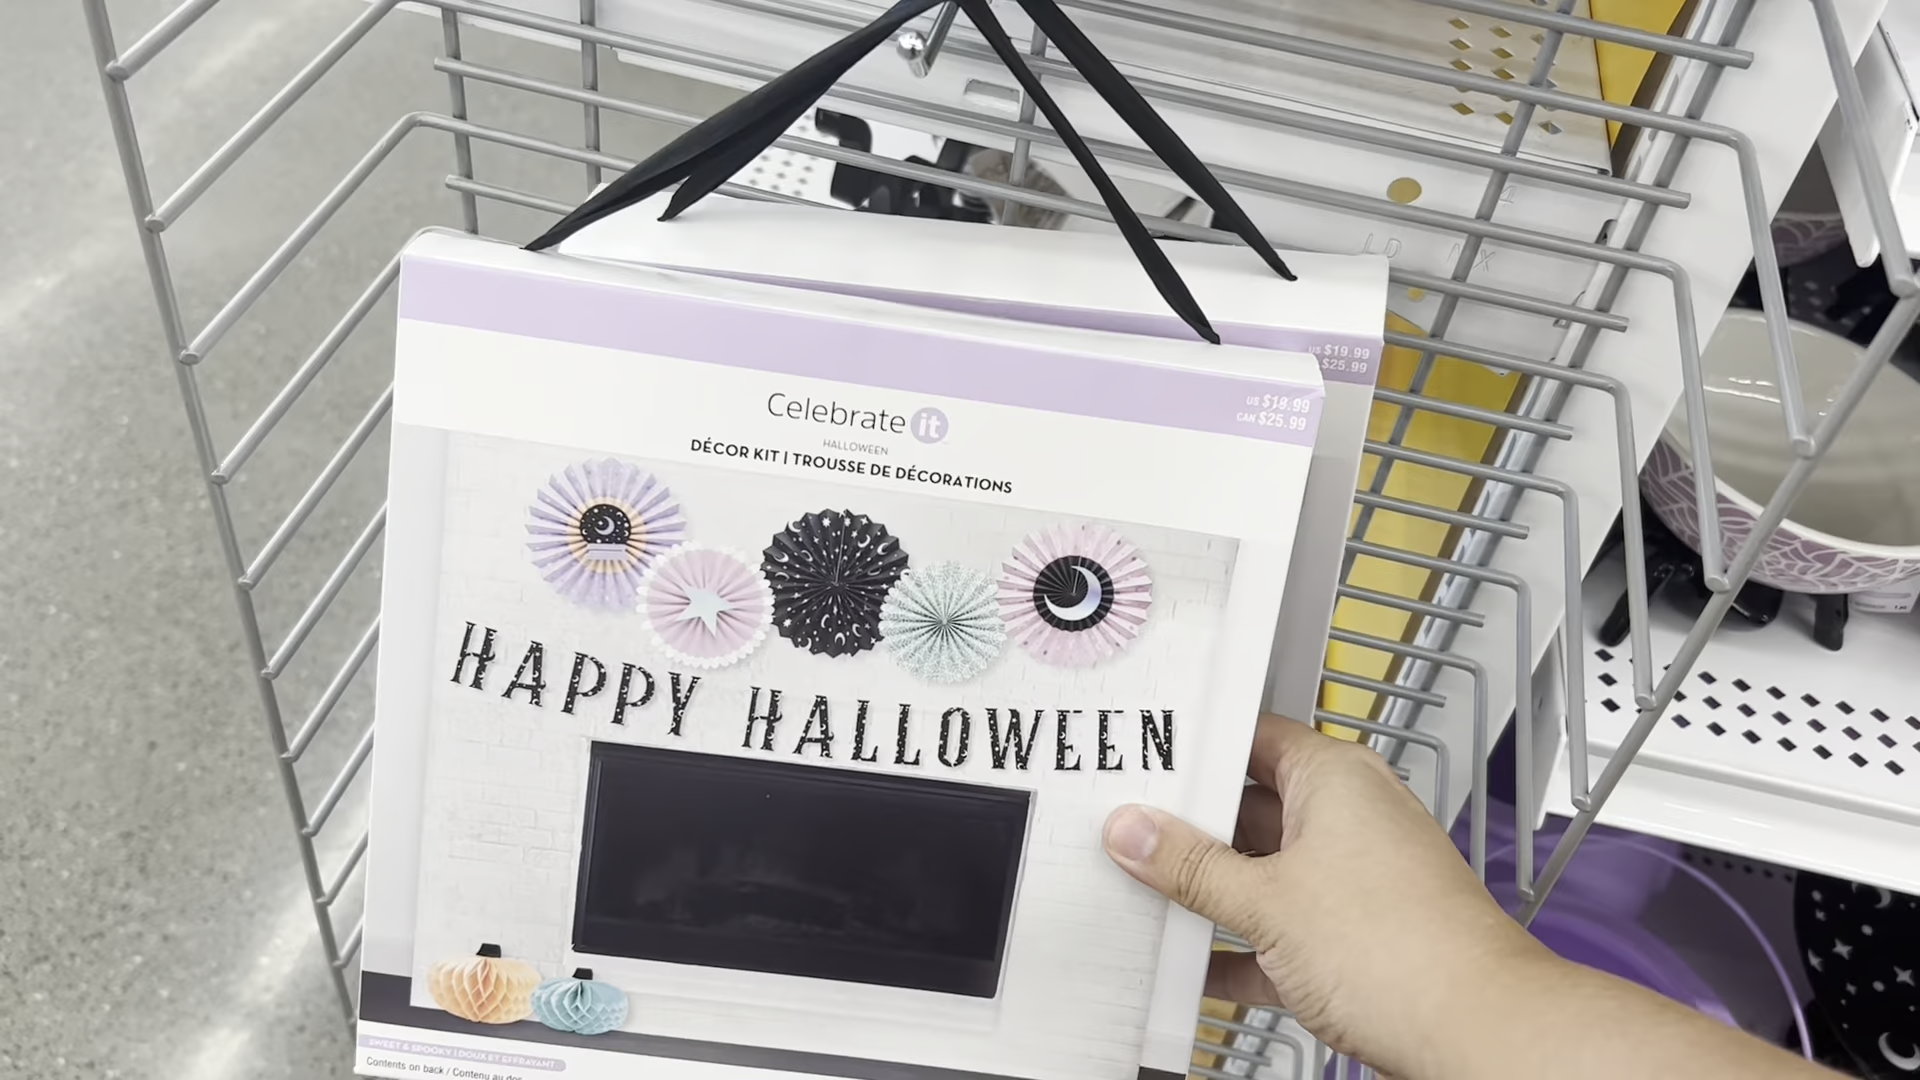 US $19.99
$25.99
US $19.99
CAN $25.99
Celebrate it
HALLOWEEN
DÉCOR KIT | TROUSSE DE DÉCORATIONS
HAPPY HALLOWEEN
SWEET & SPOOKY | DOUX ET EFFRAYANT
Contents on back / Contenu au dos